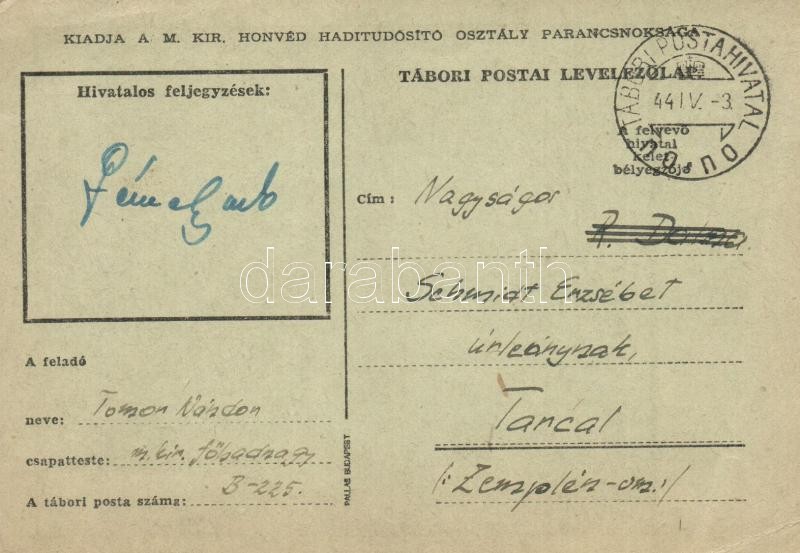 KIADJA A M. KIR. HONVÉD HADITUDÓSÍTÓ OSZTÁLY PARANCSNOKSÁGA
Hivatalos feljegyzések:
TÁBORI POSTAI LEVELEZŐLAP.
TÁBORI POSTAHIVATAL
44 IV. -3.
A felvevő
hivatal
kelet
bélyegzője
Cím: Nagyságos
Schmidt Erzsébet
úrleánynak,
Tarcal
/: Zemplén-vm:/
A feladó
neve: Tomori Nándor
csapatteste: m. kir. főhadnagy
A tábori posta száma: B-225.
PALLAS BUDAPEST
darabanth